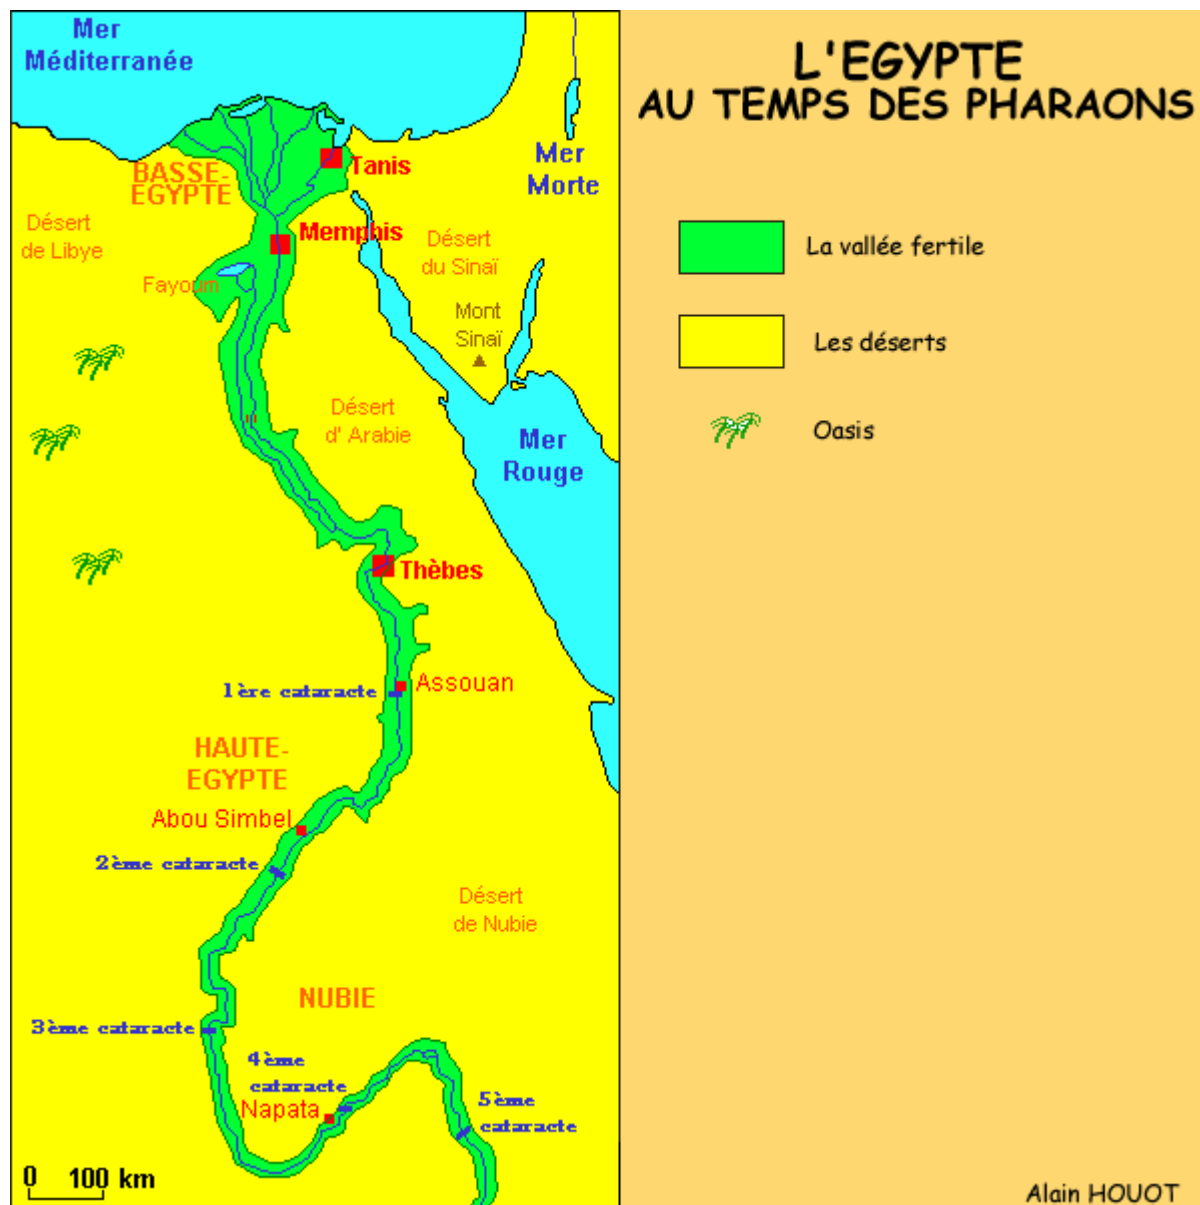 L'EGYPTE
AU TEMPS DES PHARAONS
Mer
Méditerranée
Mer
Morte
Tanis
BASSE-
EGYPTE
Memphis
Désert
de Libye
Désert
du Sinaï
Fayoum
Mont
Sinaï
Désert
d' Arabie
Mer
Rouge
Thèbes
1ère cataracte
Assouan
HAUTE-
EGYPTE
Abou Simbel
2ème cataracte
Désert
de Nubie
NUBIE
3ème cataracte
4ème
cataracte
Napata
5ème
cataracte
0 100 km
La vallée fertile
Les déserts
Oasis
Alain HOUOT